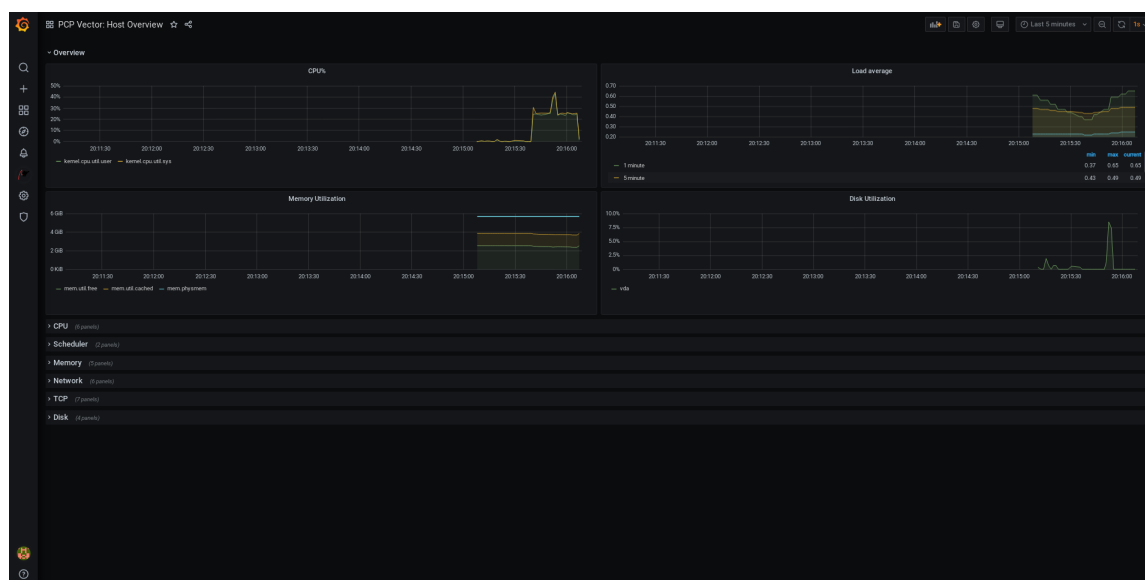 PCP Vector: Host Overview
Last 5 minutes
1s
Overview
CPU%
50%
40%
30%
20%
10%
0%
20:11:30 20:12:00 20:12:30 20:13:00 20:13:30 20:14:00 20:14:30 20:15:00 20:15:30 20:16:00
kernel.cpu.util.user kernel.cpu.util.sys
Load average
0.70
0.60
0.50
0.40
0.30
0.20
20:11:30 20:12:00 20:12:30 20:13:00 20:13:30 20:14:00 20:14:30 20:15:00 20:15:30 20:16:00
min max current
1 minute 0.37 0.65 0.65
5 minute 0.43 0.49 0.49
Memory Utilization
6 GiB
4 GiB
2 GiB
0 KiB
20:11:30 20:12:00 20:12:30 20:13:00 20:13:30 20:14:00 20:14:30 20:15:00 20:15:30 20:16:00
mem.util.free mem.util.cached mem.physmem
Disk Utilization
10.0%
7.5%
5.0%
2.5%
0%
20:11:30 20:12:00 20:12:30 20:13:00 20:13:30 20:14:00 20:14:30 20:15:00 20:15:30 20:16:00
vda
CPU (6 panels)
Scheduler (2 panels)
Memory (5 panels)
Network (6 panels)
TCP (7 panels)
Disk (4 panels)